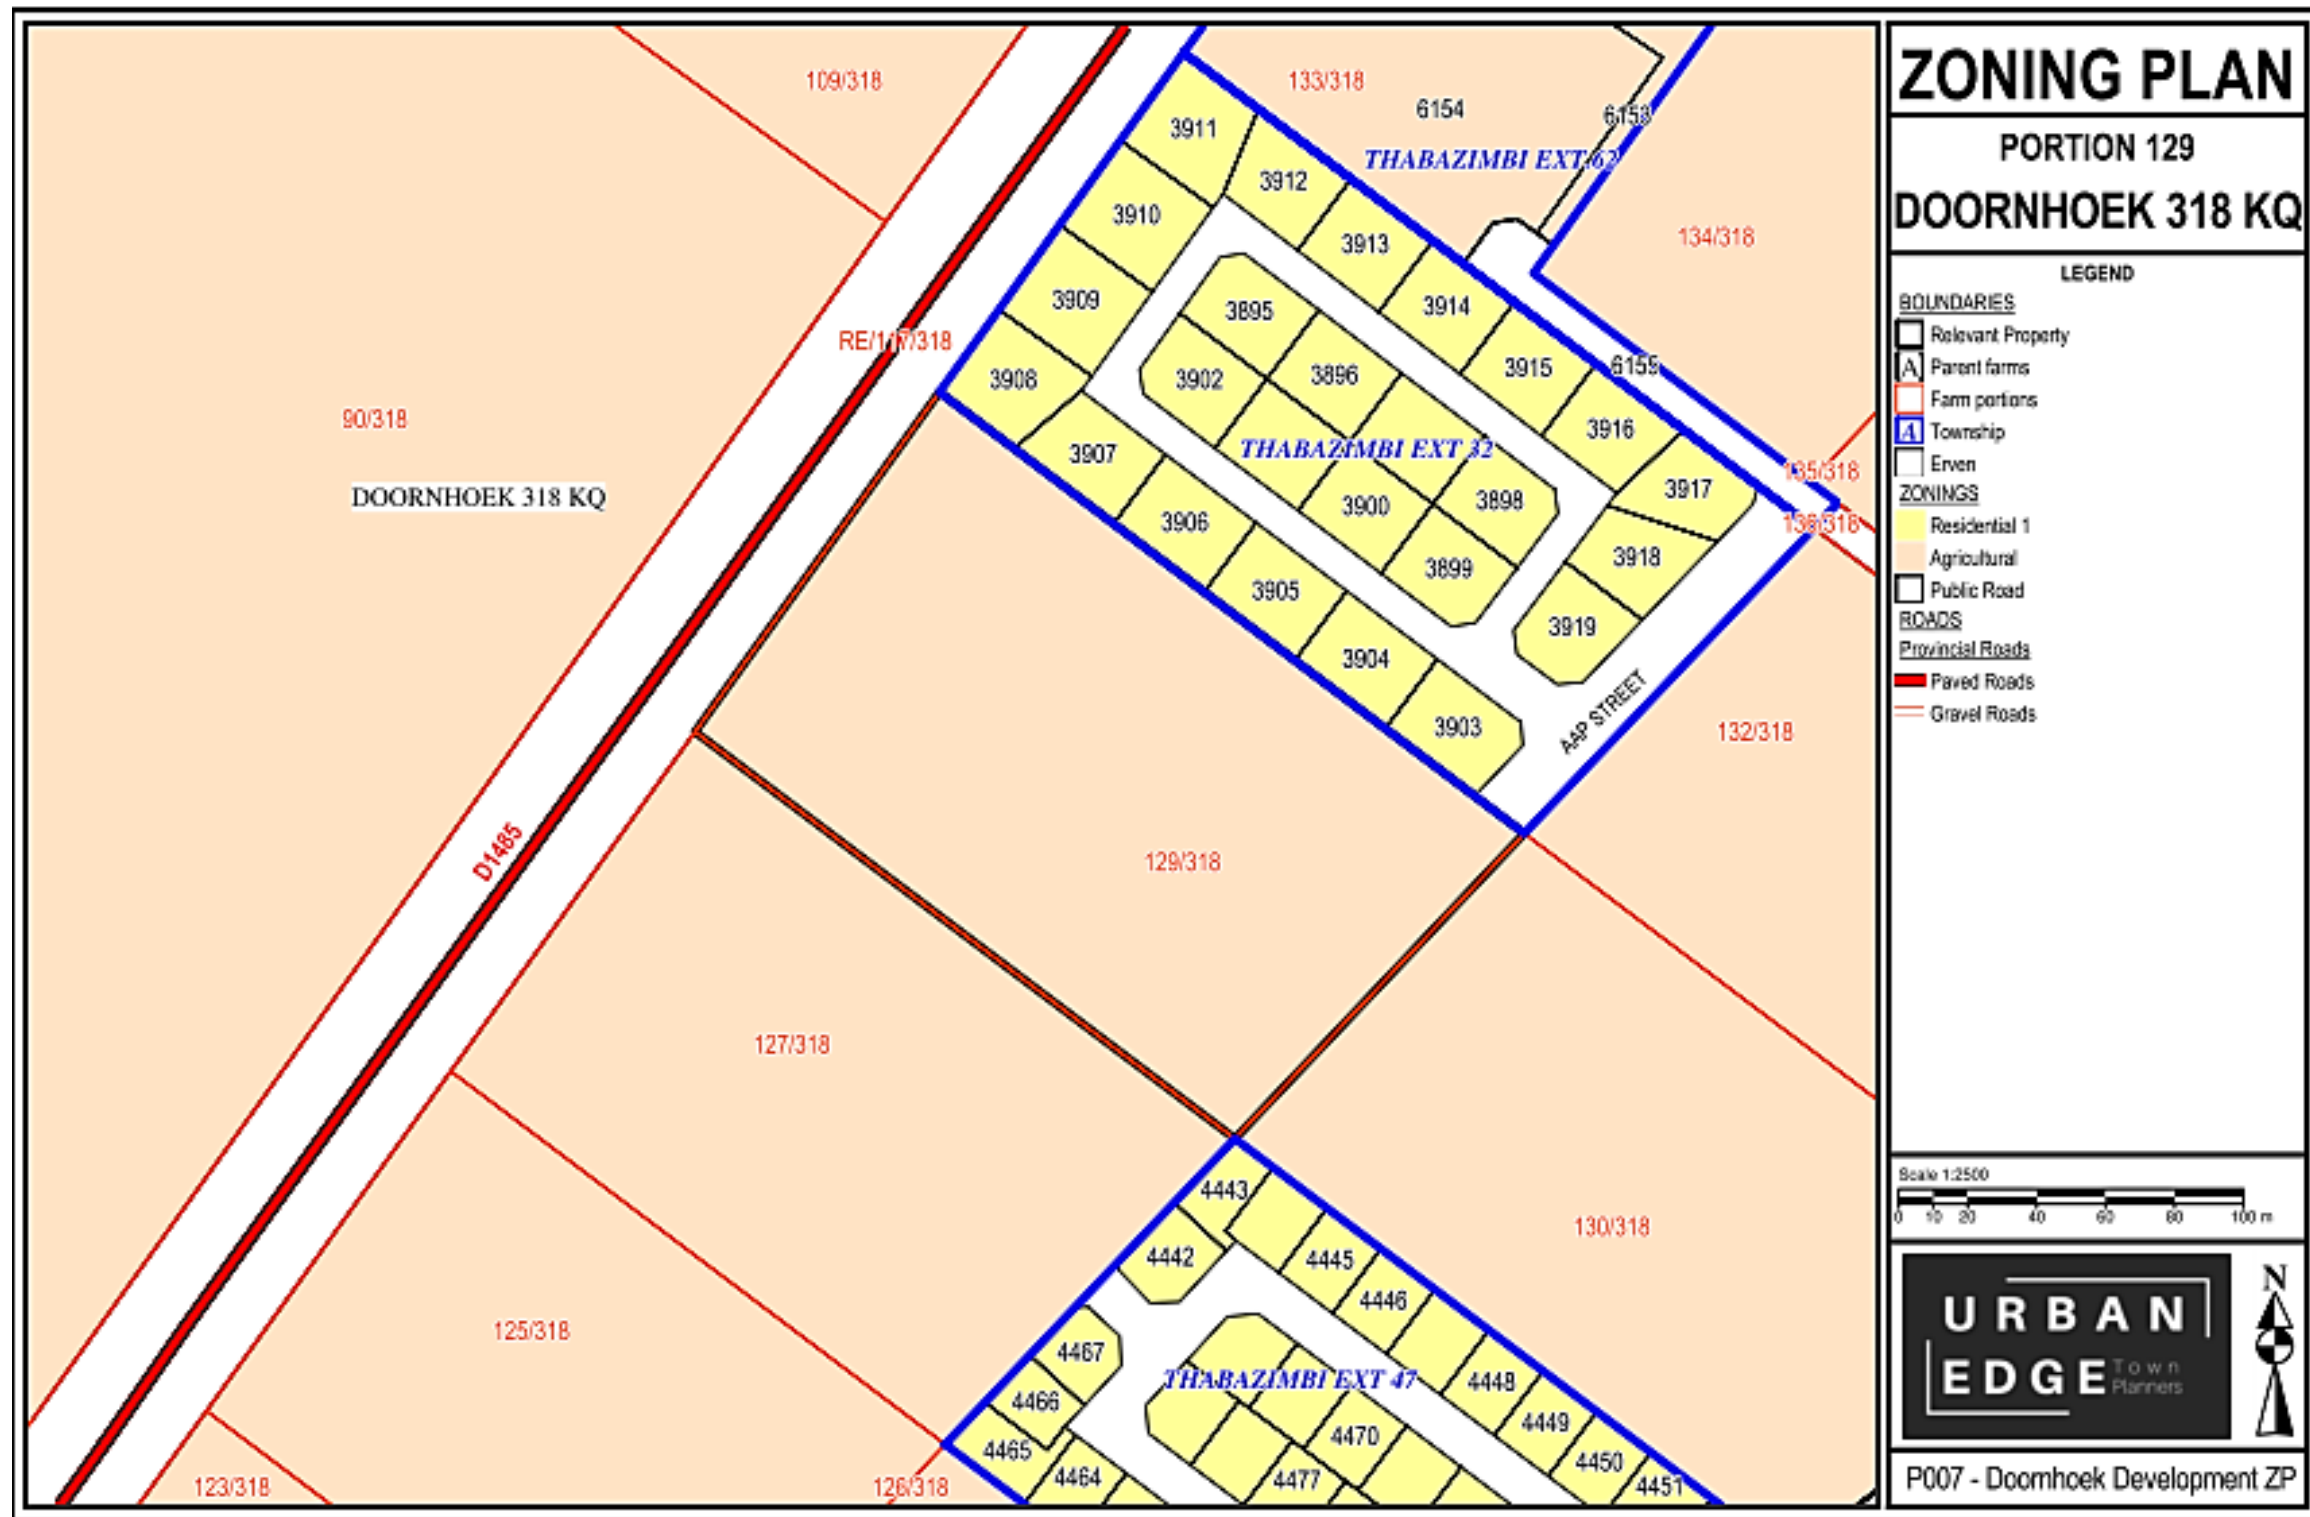 ZONING PLAN
PORTION 129
DOORNHOEK 318 KQ
LEGEND
BOUNDARIES
Relevant Property
A Parent farms
Farm portions
A Township
Erven
ZONINGS
Residential 1
Agricultural
Public Road
ROADS
Provincial Roads
Paved Roads
Gravel Roads
Scale 1:2500
0 10 20 40 60 80 100 m
URBAN
EDGE Town
Planners
N
P007 - Doornhoek Development ZP
109/318
133/318
6154
6153
THABAZIMBI EXT 62
134/318
3911
3912
3910
3913
3909
3914
3895
RE/117/318
3915
6155
3908
3902
3896
90/318
3916
THABAZIMBI EXT 32
3907
135/318
DOORNHOEK 318 KQ
3917
3898
3900
3906
136/318
3918
3899
3905
3919
3904
3903
AAP STREET
132/318
D1485
129/318
127/318
4443
130/318
4442
4445
4446
125/318
4467
THABAZIMBI EXT 47
4448
4466
4449
4470
4465
4450
4464
4477
4451
123/318
126/318